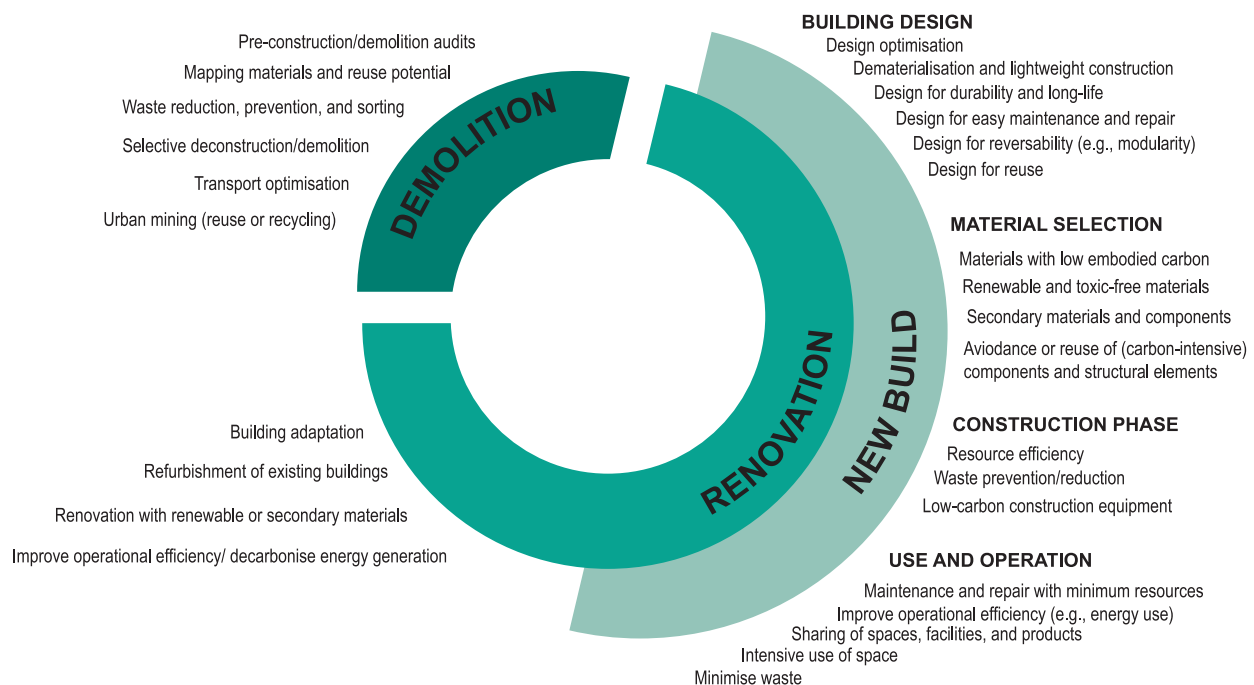 Pre-construction/demolition audits
Mapping materials and reuse potential
Waste reduction, prevention, and sorting
Selective deconstruction/demolition
Transport optimisation
Urban mining (reuse or recycling)
DEMOLITION
BUILDING DESIGN
Design optimisation
Dematerialisation and lightweight construction
Design for durability and long-life
Design for easy maintenance and repair
Design for reversability (e.g., modularity)
Design for reuse
MATERIAL SELECTION
Materials with low embodied carbon
Renewable and toxic-free materials
Secondary materials and components
Aviodance or reuse of (carbon-intensive)
components and structural elements
RENOVATION
NEW BUILD
CONSTRUCTION PHASE
Resource efficiency
Waste prevention/reduction
Low-carbon construction equipment
Building adaptation
Refurbishment of existing buildings
Renovation with renewable or secondary materials
Improve operational efficiency/ decarbonise energy generation
USE AND OPERATION
Maintenance and repair with minimum resources
Improve operational efficiency (e.g., energy use)
Sharing of spaces, facilities, and products
Intensive use of space
Minimise waste